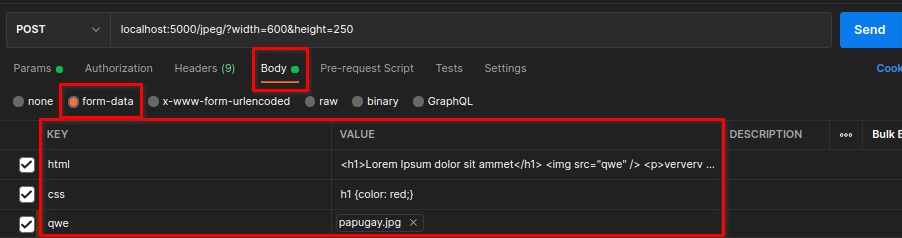 POST localhost:5000/jpeg/?width=600&height=250 Send
Params Authorization Headers (9) Body Pre-request Script Tests Settings Cook
none form-data x-www-form-urlencoded raw binary GraphQL
KEY VALUE DESCRIPTION ooo Bulk E
html <h1>Lorem Ipsum dolor sit ammet</h1> <img src="qwe" /> <p>ververv ...
css h1 {color: red;}
qwe papugay.jpg ×